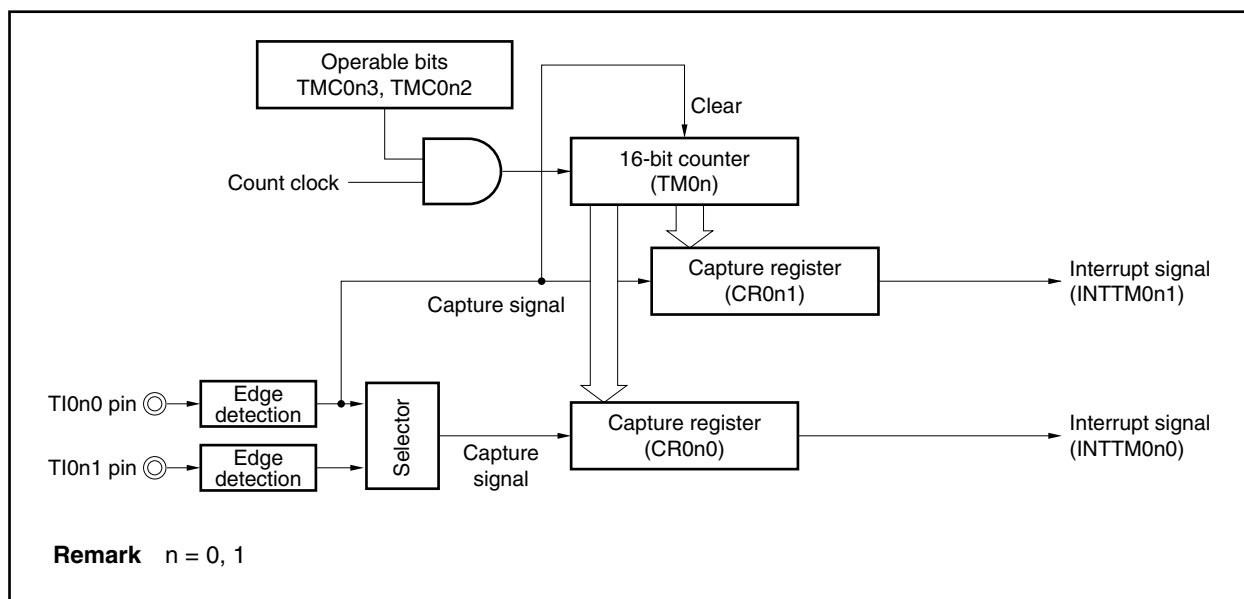 Operable bits
TMC0n3, TMC0n2
Clear
16-bit counter
(TM0n)
Count clock
Capture register
(CR0n1)
Interrupt signal
(INTTM0n1)
Capture signal
TI0n0 pin
Edge
detection
Selector
Capture register
(CR0n0)
Interrupt signal
(INTTM0n0)
TI0n1 pin
Edge
detection
Capture
signal
Remark n = 0, 1